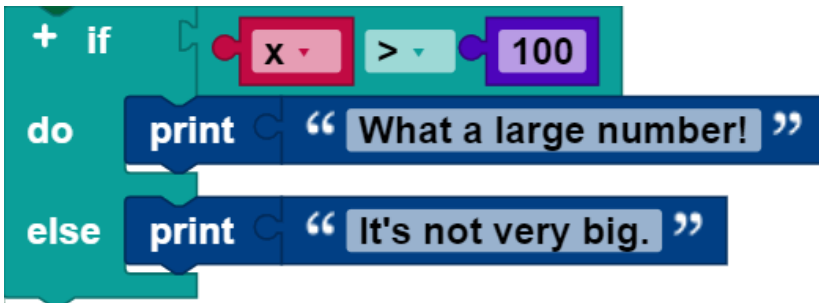 + if x > 100
do print “ What a large number! ”
else print “ It's not very big. ”